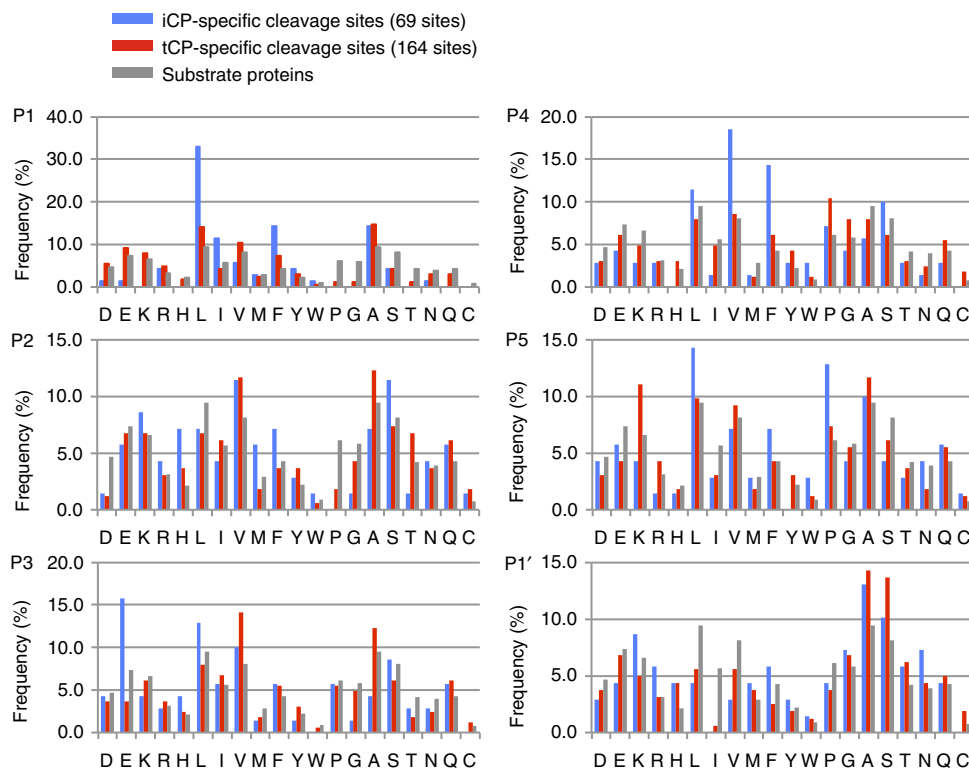 iCP-specific cleavage sites (69 sites)
tCP-specific cleavage sites (164 sites)
Substrate proteins
P1
Frequency (%)
40.0
30.0
20.0
10.0
0.0
D E K R H L I V M F Y W P G A S T N Q C
P4
Frequency (%)
20.0
15.0
10.0
5.0
0.0
D E K R H L I V M F Y W P G A S T N Q C
P2
Frequency (%)
15.0
10.0
5.0
0.0
D E K R H L I V M F Y W P G A S T N Q C
P5
Frequency (%)
15.0
10.0
5.0
0.0
D E K R H L I V M F Y W P G A S T N Q C
P3
Frequency (%)
20.0
15.0
10.0
5.0
0.0
D E K R H L I V M F Y W P G A S T N Q C
P1′
Frequency (%)
15.0
10.0
5.0
0.0
D E K R H L I V M F Y W P G A S T N Q C